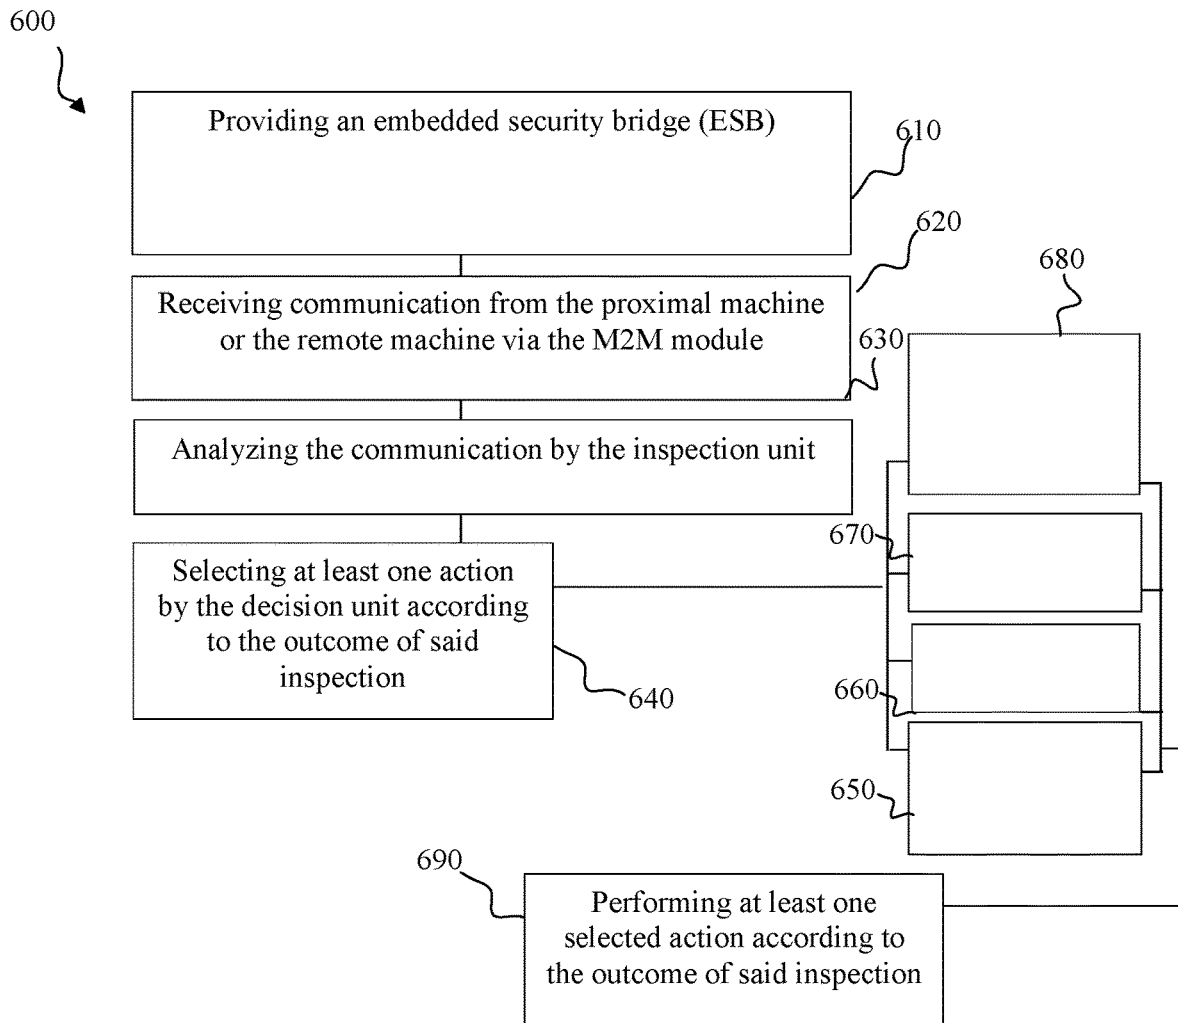 600
Providing an embedded security bridge (ESB)
610
620
Receiving communication from the proximal machine
or the remote machine via the M2M module
630
680
Analyzing the communication by the inspection unit
670
Selecting at least one action
by the decision unit according
to the outcome of said
inspection
640
660
650
690
Performing at least one
selected action according to
the outcome of said inspection